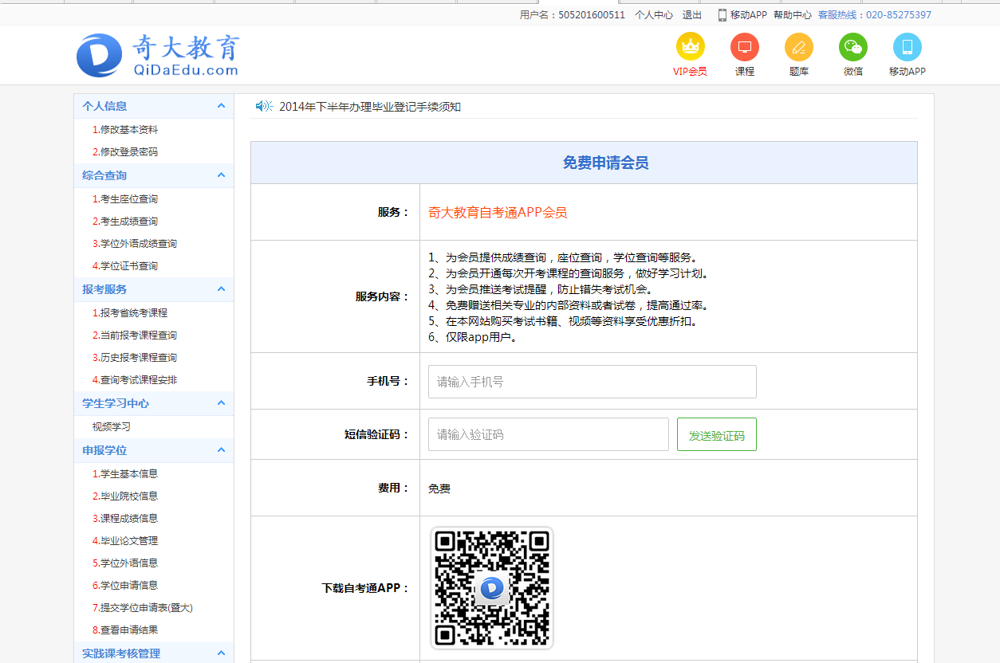 用户名：505201600511 个人中心 退出 移动APP 帮助中心 客服热线：020-85275397
奇大教育
QiDaEdu.com
VIP会员 课程 题库 微信 移动APP
个人信息
1.修改基本资料
2.修改登录密码
综合查询
1.考生座位查询
2.考生成绩查询
3.学位外语成绩查询
4.学位证书查询
报考服务
1.报考省统考课程
2.当前报考课程查询
3.历史报考课程查询
4.查询考试课程安排
学生学习中心
视频学习
申报学位
1.学生基本信息
2.毕业院校信息
3.课程成绩信息
4.毕业论文管理
5.学位外语信息
6.学位申请信息
7.提交学位申请表(暨大)
8.查看申请结果
实践课考核管理
2014年下半年办理毕业登记手续须知
免费申请会员
服务： 奇大教育自考通APP会员
服务内容：
1、为会员提供成绩查询，座位查询，学位查询等服务。
2、为会员开通每次开考课程的查询服务，做好学习计划。
3、为会员推送考试提醒，防止错失考试机会。
4、免费赠送相关专业的内部资料或者试卷，提高通过率。
5、在本网站购买考试书籍、视频等资料享受优惠折扣。
6、仅限app用户。
手机号： 请输入手机号
短信验证码： 请输入验证码 发送验证码
费用： 免费
下载自考通APP：